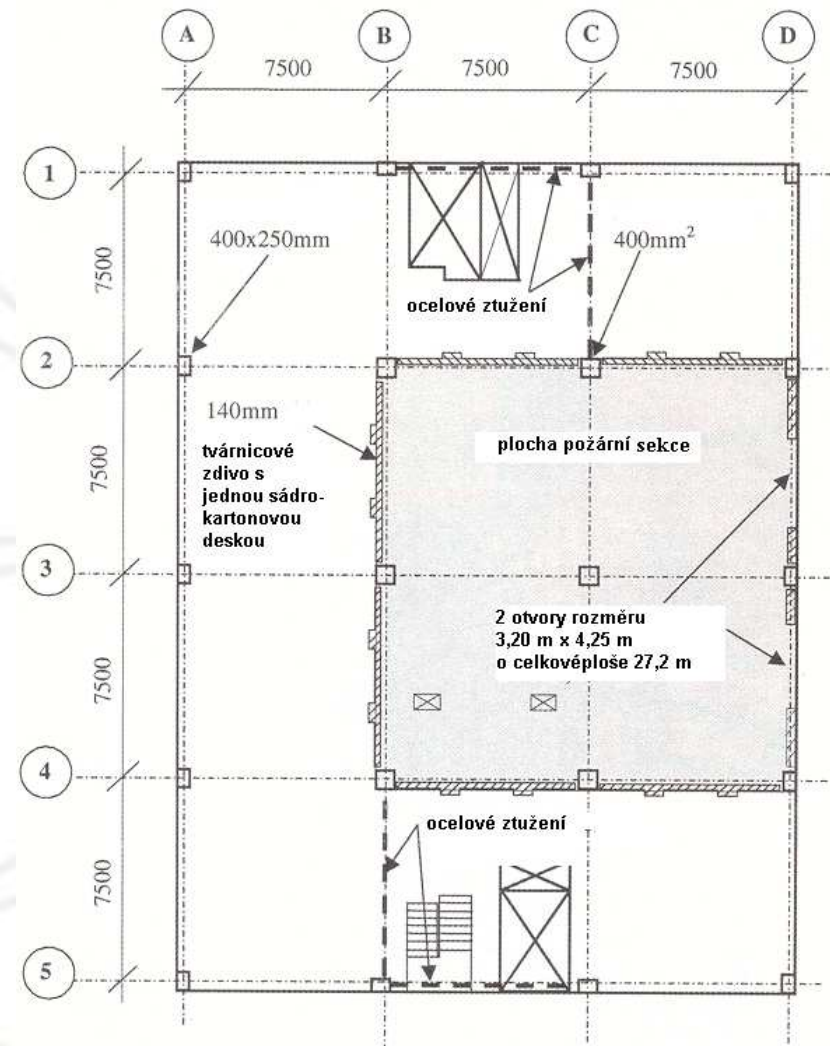 A
B
C
D
7500
7500
7500
1
7500
400x250mm
400mm²
ocelové ztužení
2
140mm
tvárnicové
zdivo s
jednou sádro-
kartonovou
deskou
plocha požární sekce
7500
3
2 otvory rozměru
3,20 m x 4,25 m
o celkovéploše 27,2 m
7500
4
ocelové ztužení
7500
5